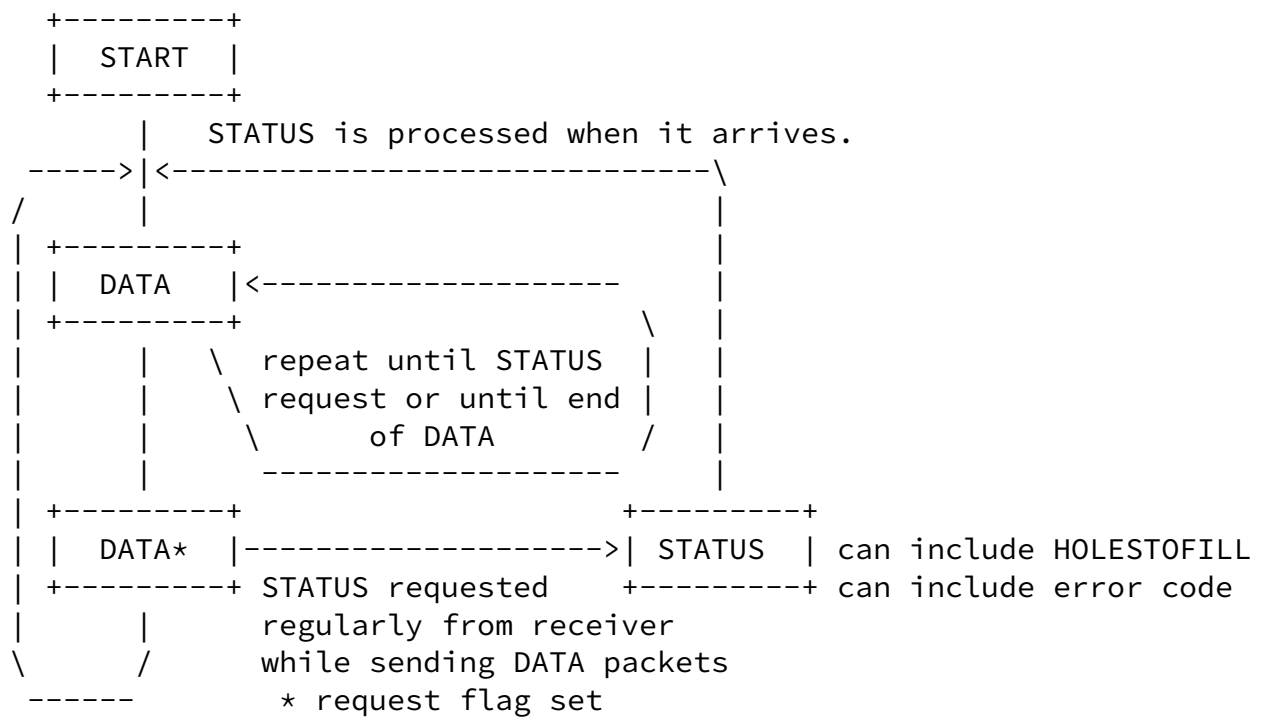 START
STATUS is processed when it arrives.
DATA
repeat until STATUS
request or until end
of DATA
DATA* STATUS can include HOLESTOFILL
STATUS requested can include error code
regularly from receiver
while sending DATA packets
* request flag set